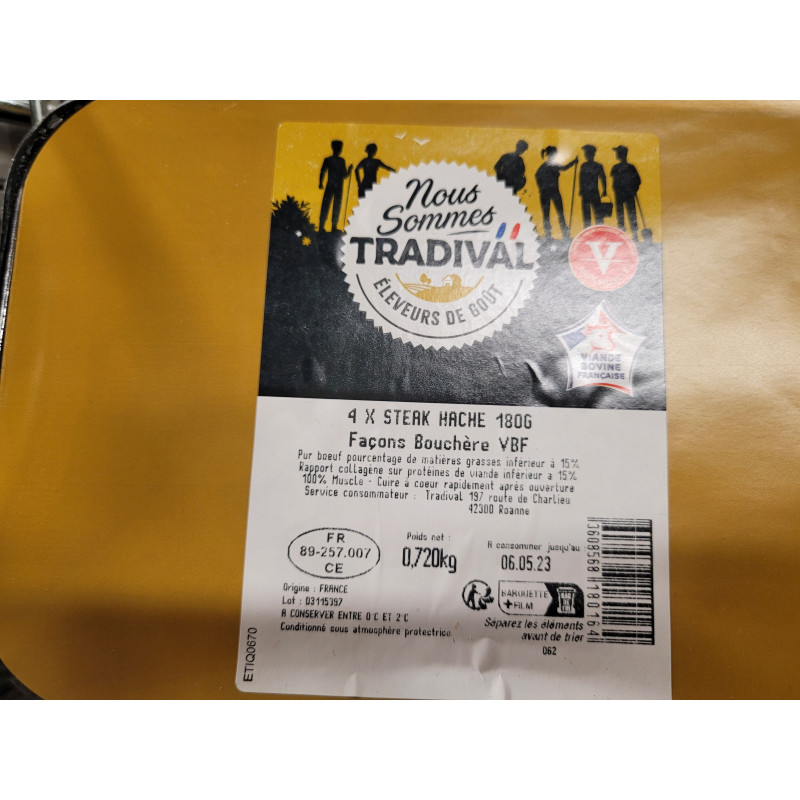 Nous
Sommes
TRADIVAL
ÉLEVEURS DE GOÛT
V
VIANDE
BOVINE
FRANÇAISE
4 X STEAK HACHE 180G
Façons Bouchère VBF
Pur boeuf pourcentage de matières grasses inférieur à 15%
Rapport collagène sur protéines de viande inférieur à 15%
100% Muscle - Cuire à coeur rapidement après ouverture
Service consommateur : Tradival 197 route de Charlieu
42300 Roanne
FR
89-257.007
CE
Poids net :
0,720kg
A consommer jusqu'au :
06.05.23
Origine : FRANCE
Lot : 03115397
A CONSERVER ENTRE 0°C ET 2°C
Conditionné sous atmosphère protectrice.
BARQUETTE
+ FILM
Séparez les éléments
avant de trier
062
3608568180164
ETIQ0670